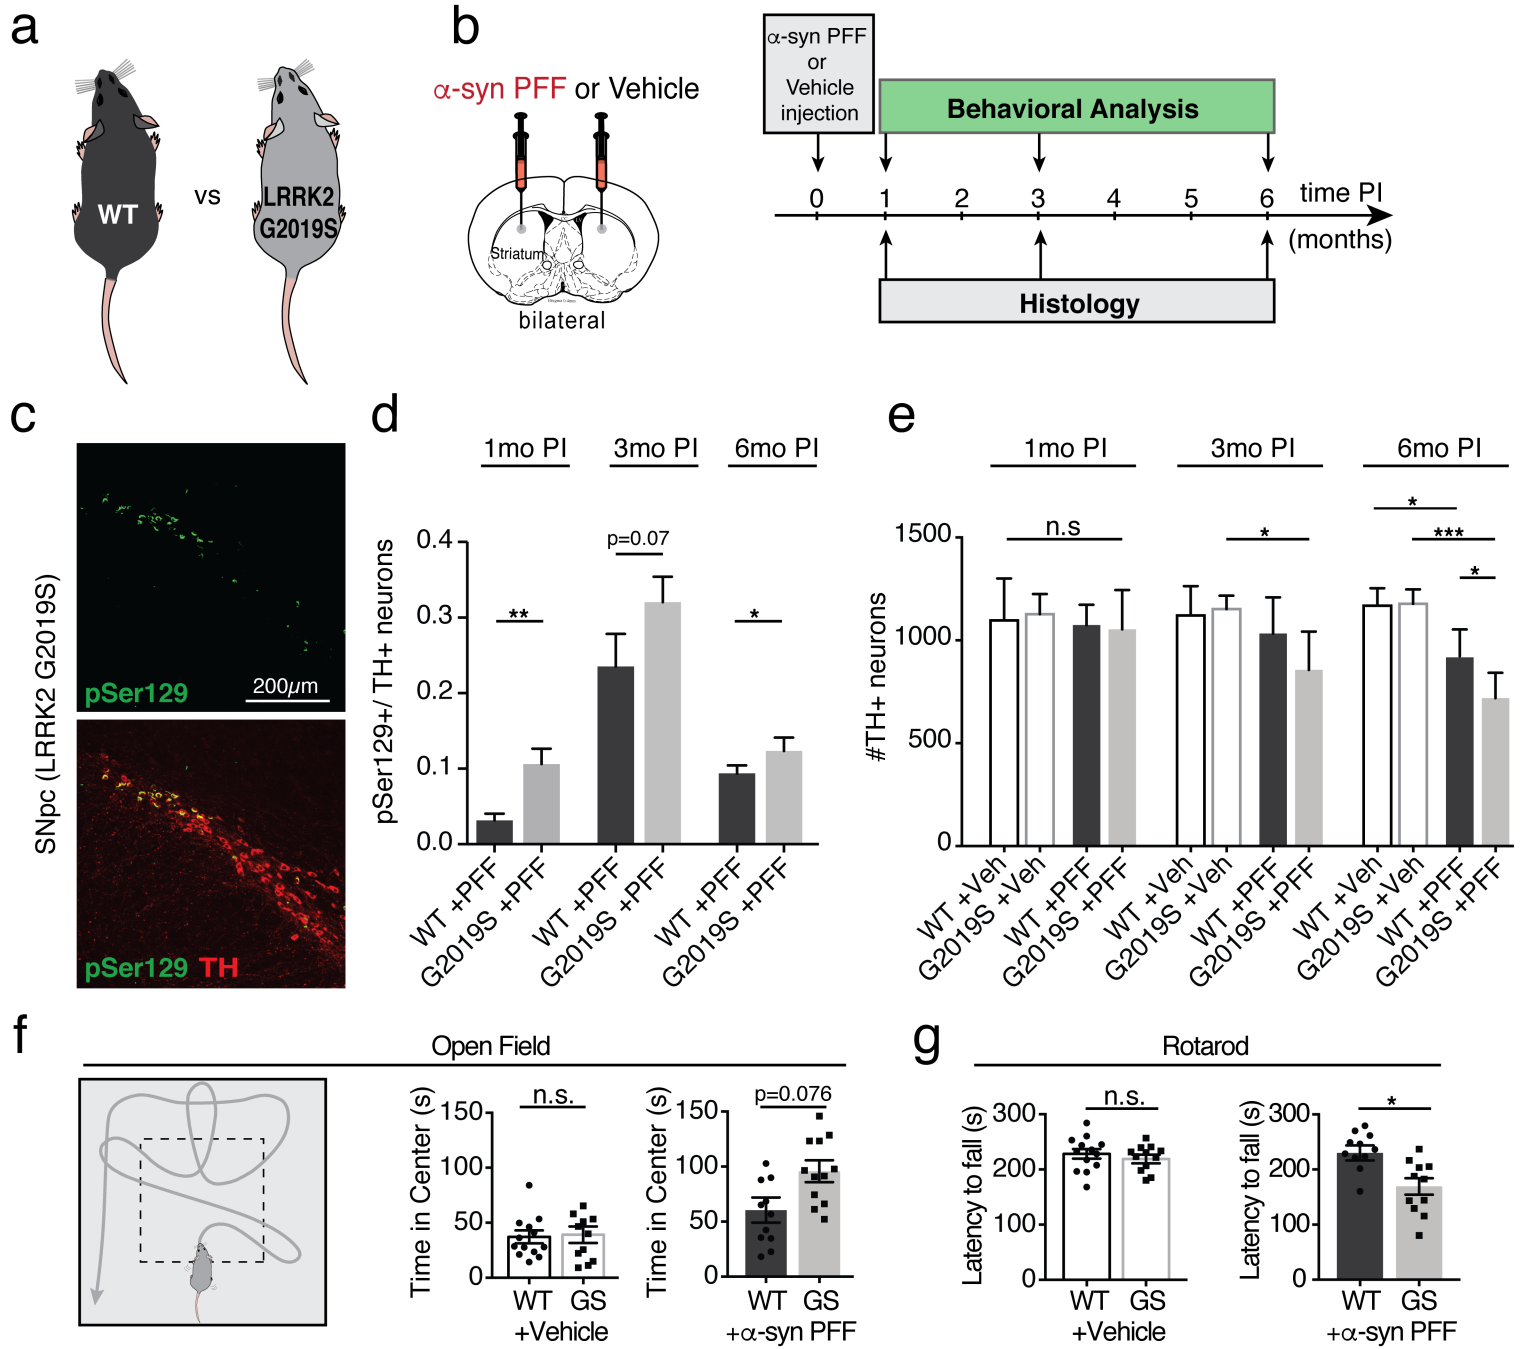 a
WT
vs
LRRK2
G2019S
b
α-syn PFF or Vehicle
Striatum
bilateral
α-syn PFF
or
Vehicle
injection
Behavioral Analysis
0 1 2 3 4 5 6 time PI
(months)
Histology
c
SNpc (LRRK2 G2019S)
pSer129
200µm
pSer129 TH
d
1mo PI 3mo PI 6mo PI
pSer129+/ TH+ neurons
0.4
0.3
0.2
0.1
0.0
**
p=0.07
*
WT +PFF
G2019S +PFF
WT +PFF
G2019S +PFF
WT +PFF
G2019S +PFF
e
1mo PI 3mo PI 6mo PI
#TH+ neurons
1500
1000
500
0
n.s
*
*
***
*
WT +Veh
G2019S +Veh
WT +PFF
G2019S +PFF
WT +Veh
G2019S +Veh
WT +PFF
G2019S +PFF
WT +Veh
G2019S +Veh
WT +PFF
G2019S +PFF
f
Open Field
Time in Center (s)
150
100
50
0
n.s.
WT GS
+Vehicle
Time in Center (s)
150
100
50
0
p=0.076
WT GS
+α-syn PFF
g
Rotarod
Latency to fall (s)
300
200
100
0
n.s.
WT GS
+Vehicle
Latency to fall (s)
300
200
100
0
*
WT GS
+α-syn PFF